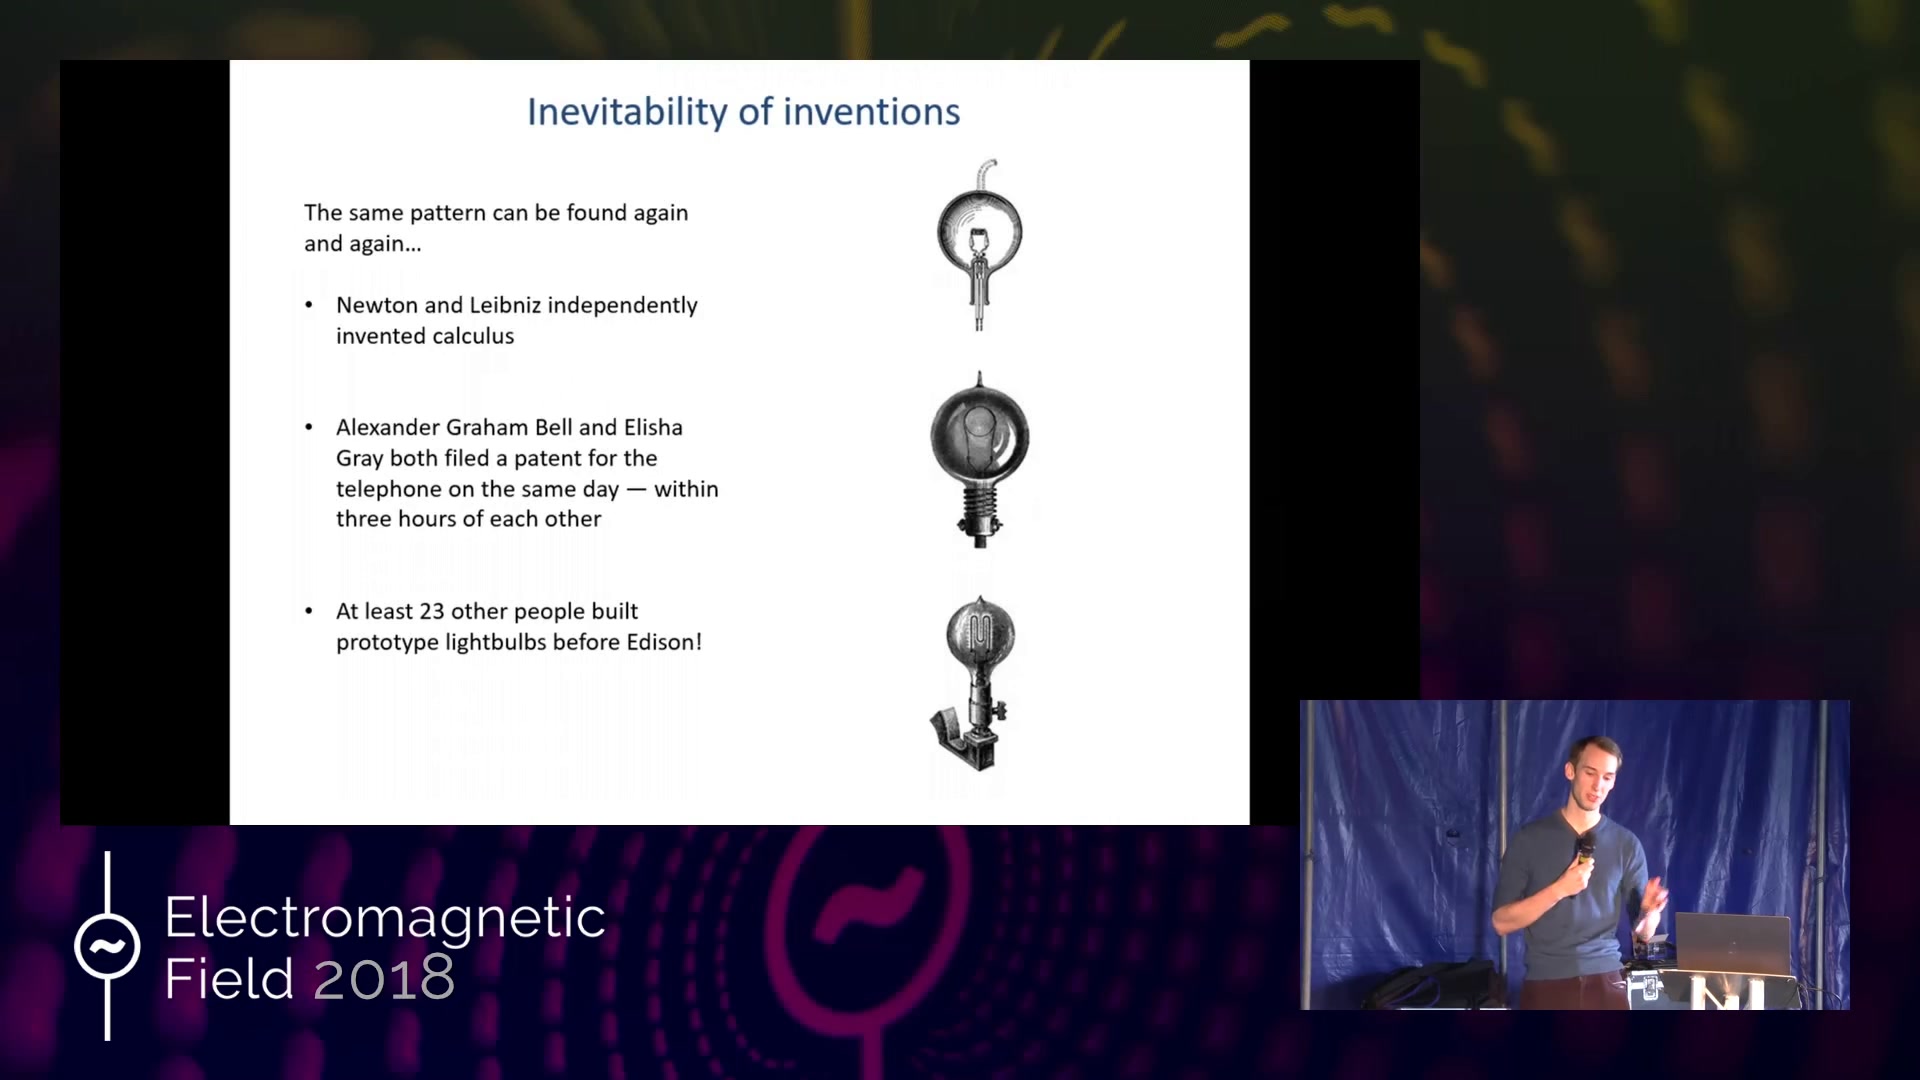 Inevitability of inventions
The same pattern can be found again
and again...
• Newton and Leibniz independently
invented calculus
• Alexander Graham Bell and Elisha
Gray both filed a patent for the
telephone on the same day — within
three hours of each other
• At least 23 other people built
prototype lightbulbs before Edison!
Electromagnetic
Field 2018